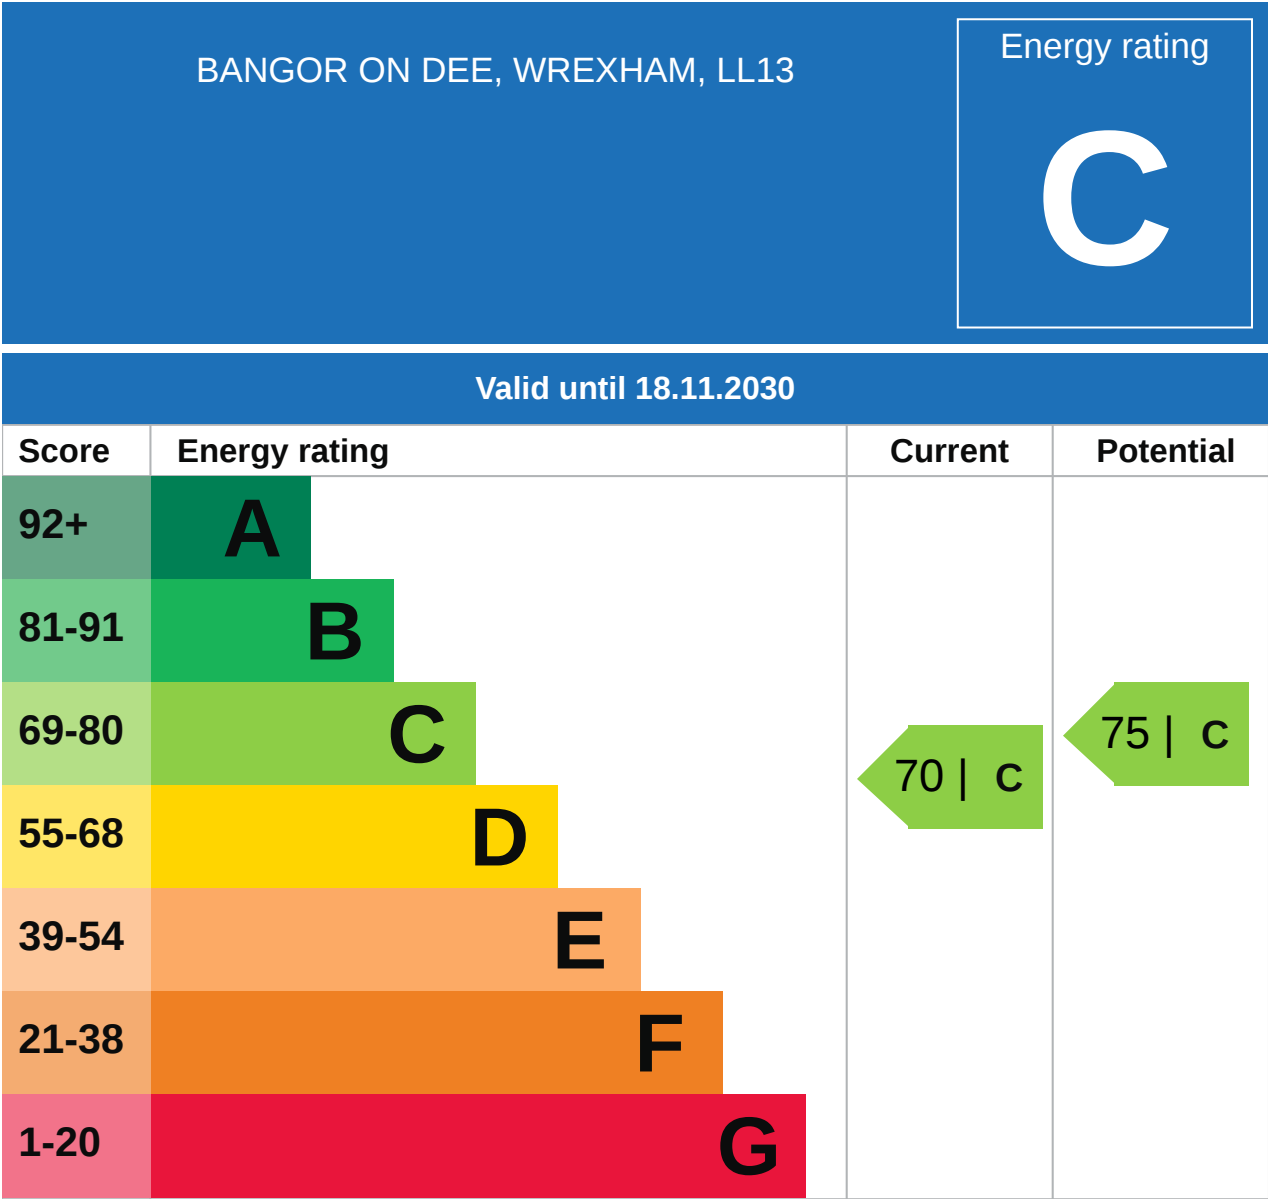 BANGOR ON DEE, WREXHAM, LL13
Energy rating
C
Valid until 18.11.2030
Score Energy rating Current Potential
92+ A
81-91 B
69-80 C
70 | C
75 | C
55-68 D
39-54 E
21-38 F
1-20 G